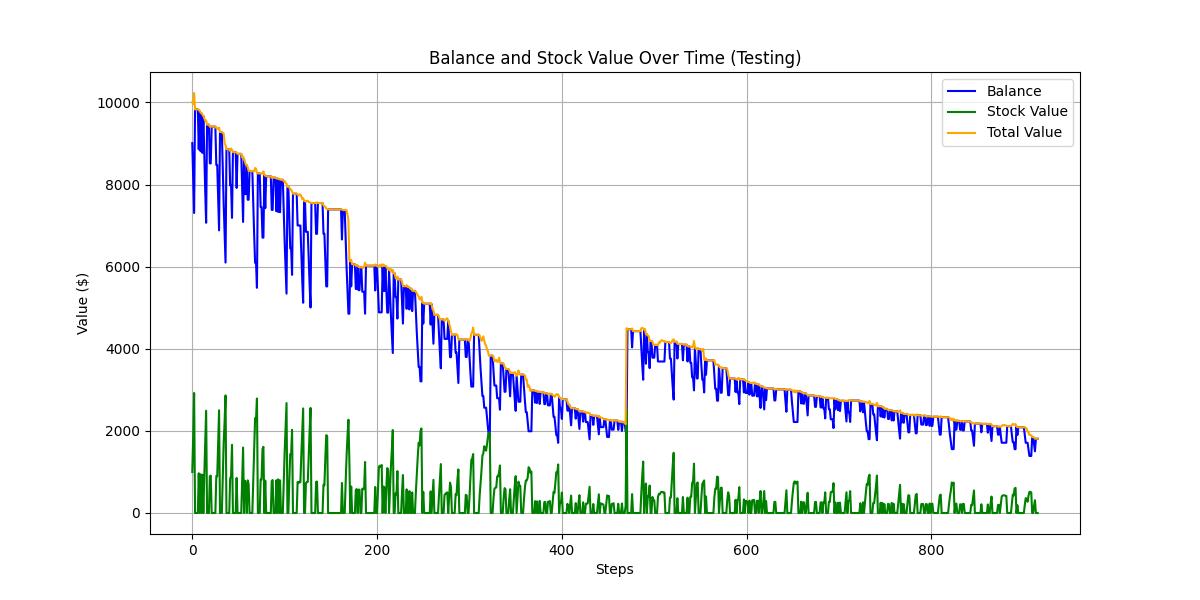 Balance and Stock Value Over Time (Testing)
Balance
Stock Value
Total Value
10000
8000
6000
4000
2000
0
Value ($)
0 200 400 600 800
Steps